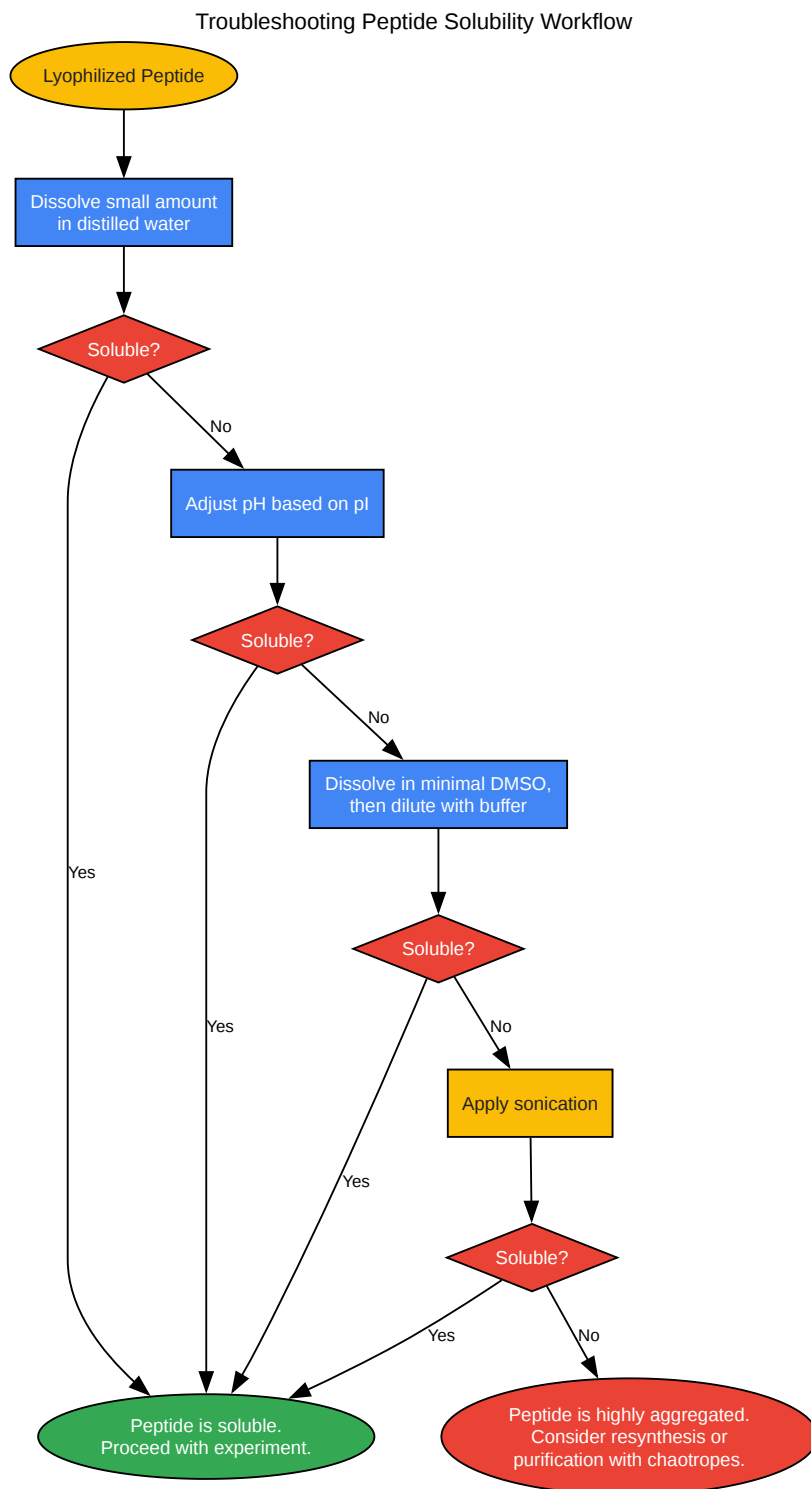 Troubleshooting Peptide Solubility Workflow
Lyophilized Peptide
Dissolve small amount
in distilled water
Soluble?
No
Adjust pH based on pI
Soluble?
No
Dissolve in minimal DMSO,
then dilute with buffer
Yes
Soluble?
Yes
No
Apply sonication
Yes
Soluble?
Yes
No
Peptide is soluble.
Proceed with experiment.
Peptide is highly aggregated.
Consider resynthesis or
purification with chaotropes.